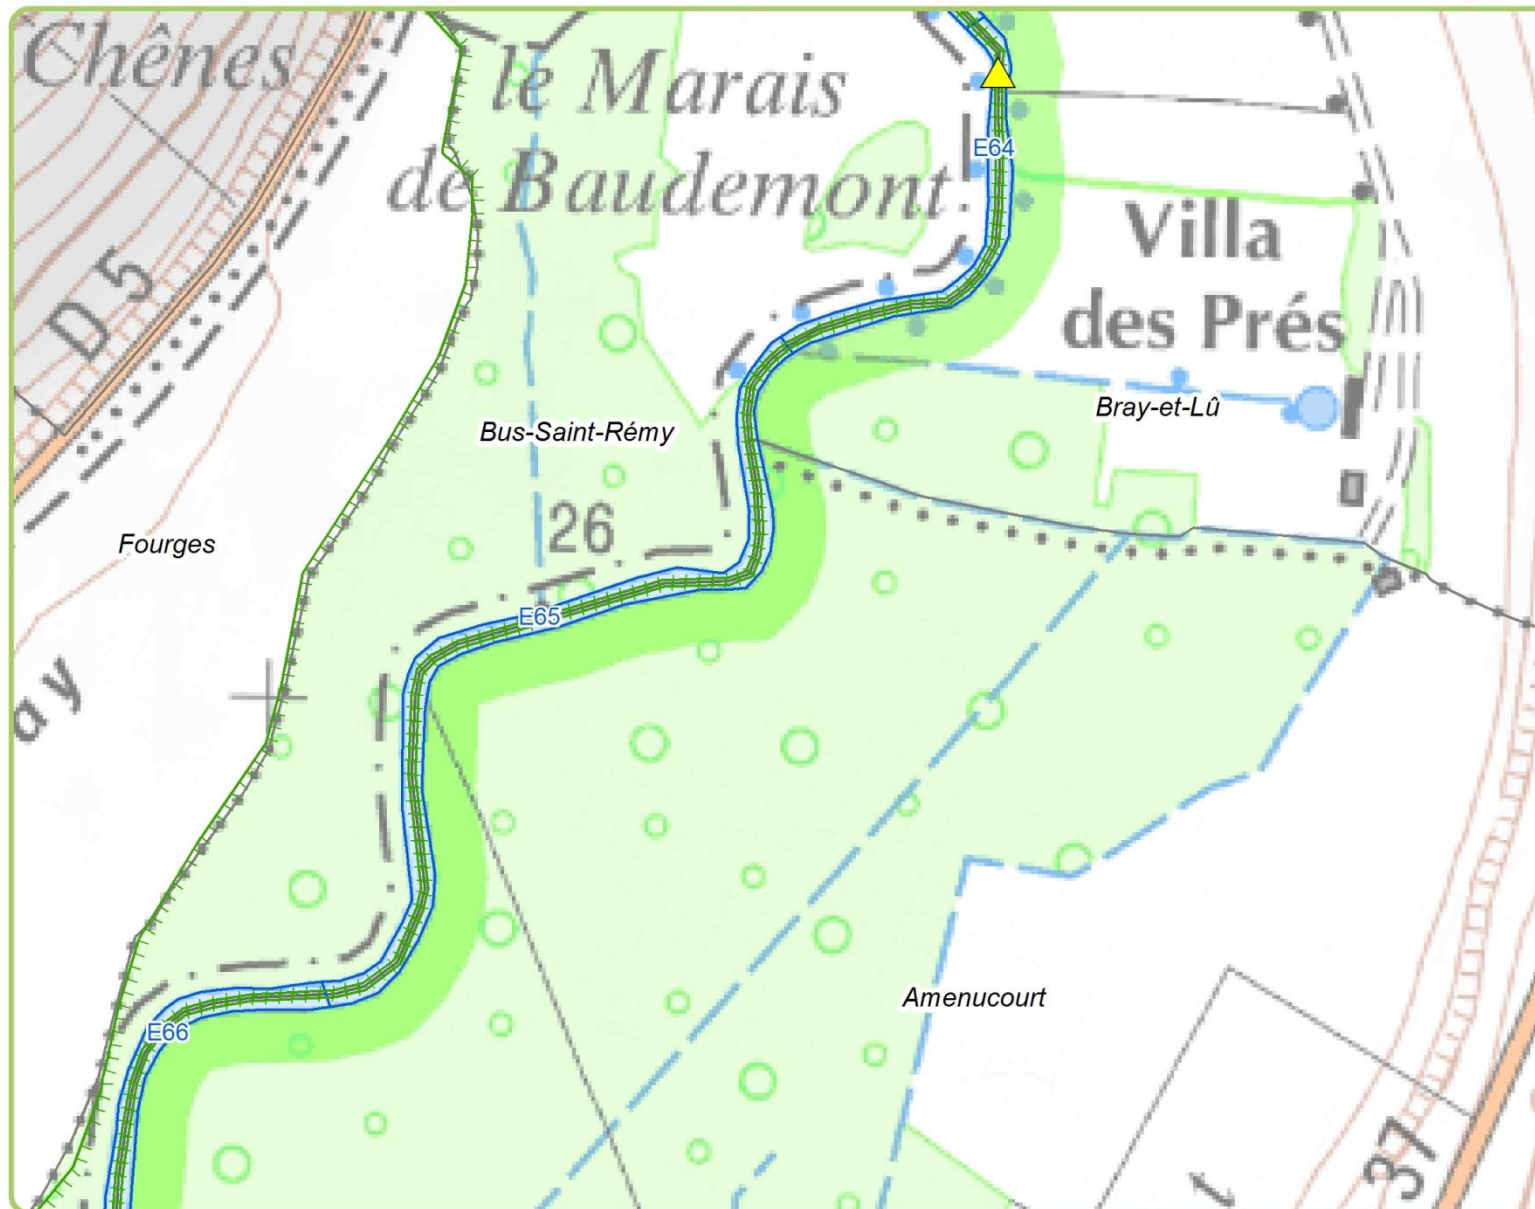 Chênes
le Marais
de Baudemont
E64
Villa
des Prés
D 5
Bray-et-Lû
Bus-Saint-Rémy
26
Fourges
E65
ay
Amenucourt
E66
37
t